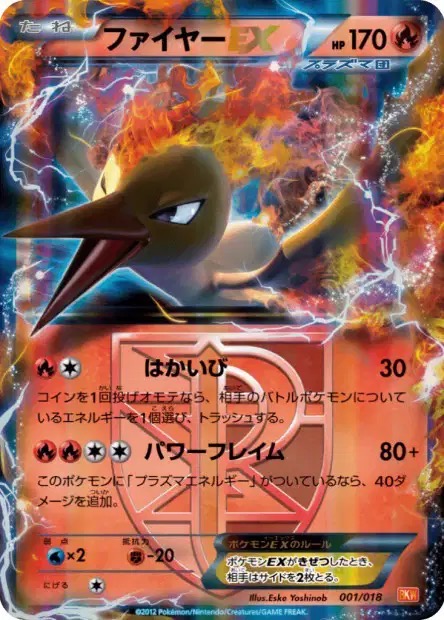 たね ファイヤーEX HP170
プラズマ団
はかいび 30
コインを1回投げオモテなら、相手のバトルポケモンについて
いるエネルギーを1個選び、トラッシュする。
パワーフレイム 80+
このポケモンに「プラズマエネルギー」がついているなら、40ダ
メージを追加。
弱点 抵抗力
×2 -20
にげる
ポケモンEXのルール
ポケモンEXがきぜつしたとき、
相手はサイドを2枚とる。
Illus.Eske Yoshinob 001/018
©2012 Pokémon/Nintendo/Creatures/GAME FREAK.